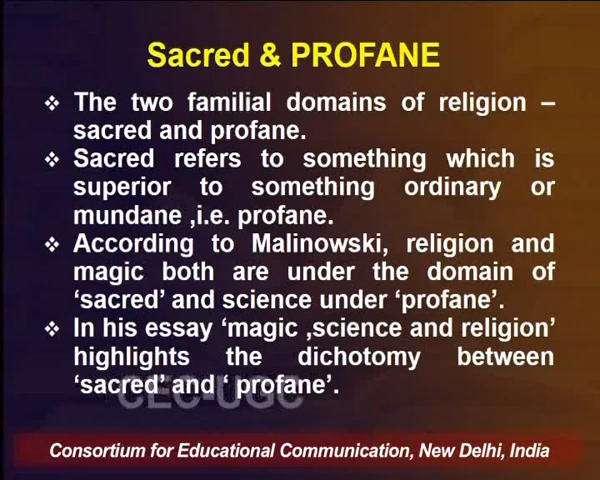 Sacred & PROFANE
❖ The two familial domains of religion –
sacred and profane.
❖ Sacred refers to something which is
superior to something ordinary or
mundane ,i.e. profane.
❖ According to Malinowski, religion and
magic both are under the domain of
‘sacred’ and science under ‘profane’.
❖ In his essay ‘magic ,science and religion’
highlights the dichotomy between
‘sacred’ and ‘ profane’.
CEC-UGC
Consortium for Educational Communication, New Delhi, India